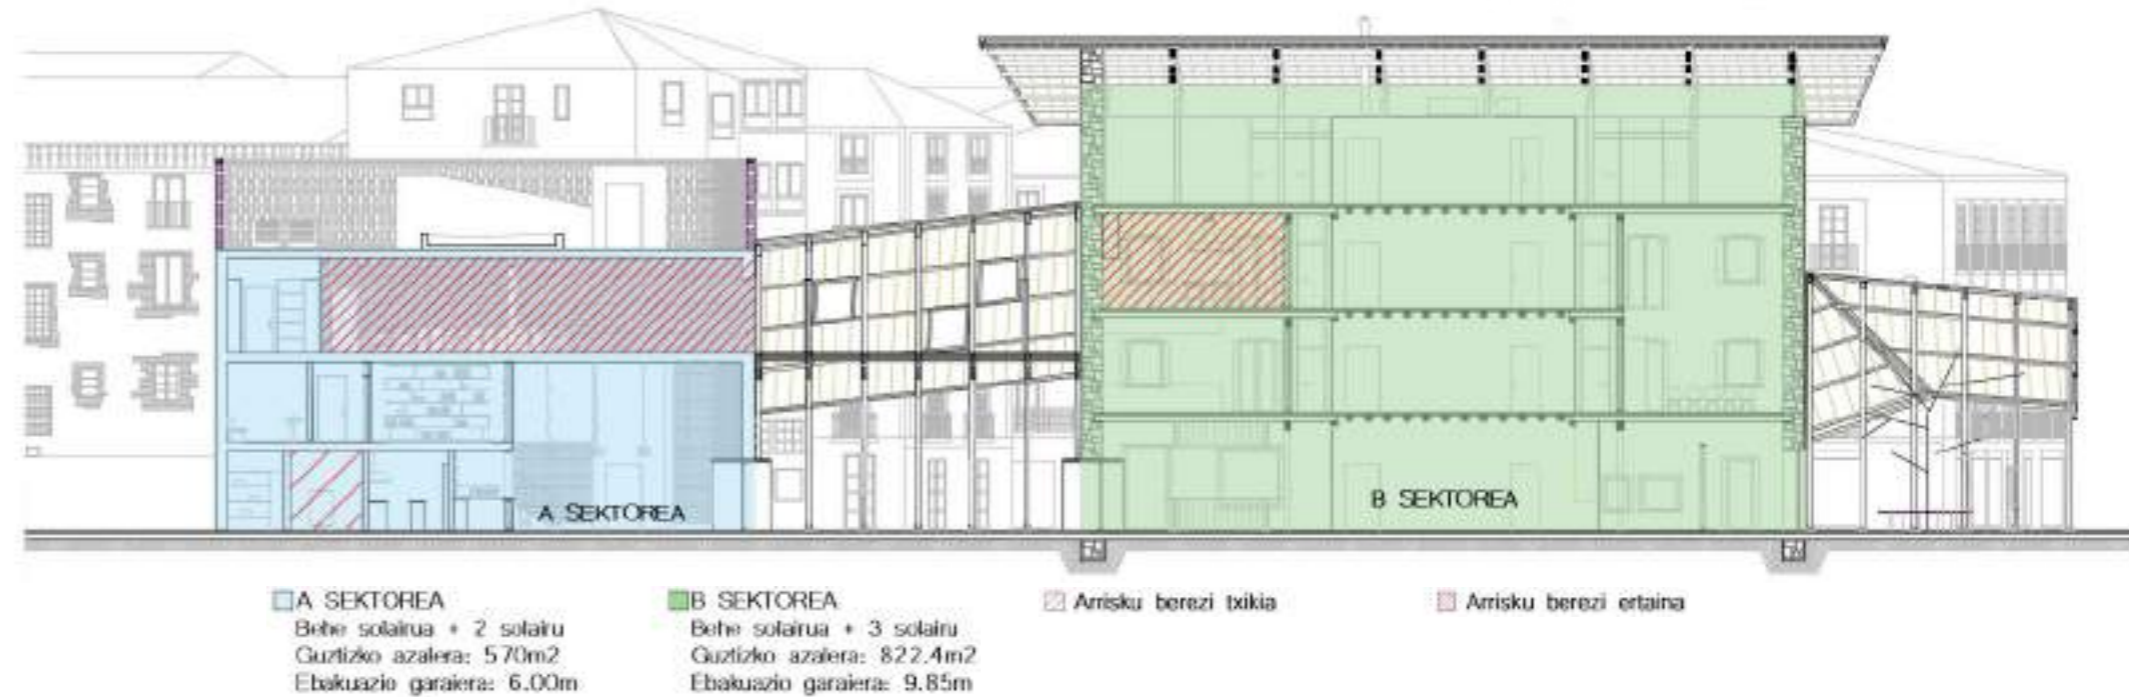 A SEKTOREA
B SEKTOREA
A SEKTOREA
Behe solairua + 2 solairu
Guztizko azalera: 570m2
Ebakuazio garaiera: 6.00m
B SEKTOREA
Behe solairua + 3 solairu
Guztizko azalera: 822.4m2
Ebakuazio garaiera: 9.85m
Arrisku berezi txikia
Arrisku berezi ertaina